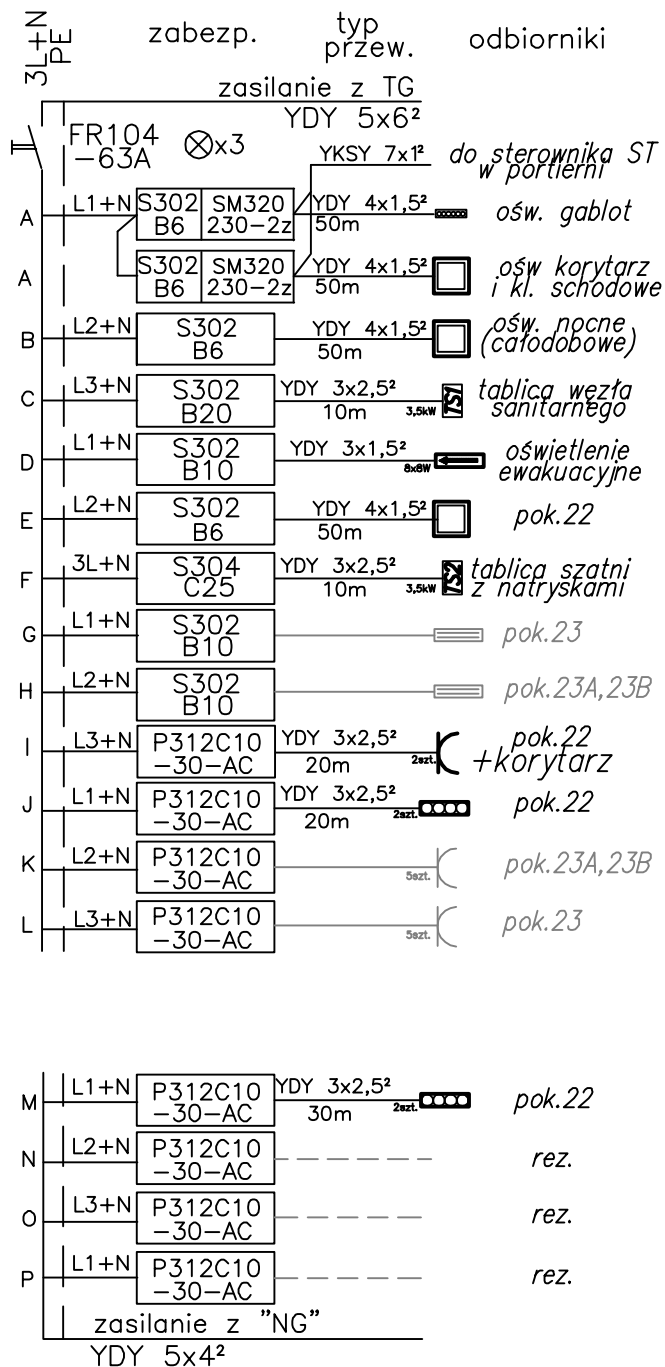 3L+N
PE
zabezp.
typ
przew.
odbiorniki
zasilanie z TG
YDY 5x6²
FR104
-63A
x3
YKSY 7x1²
do sterownika ST
w portierni
A
L1+N
S302
B6
SM320
230-2z
YDY 4x1,5²
50m
ośw. gablot
A
S302
B6
SM320
230-2z
YDY 4x1,5²
50m
ośw korytarz
i kl. schodowe
B
L2+N
S302
B6
YDY 4x1,5²
50m
ośw. nocne
(całodobowe)
C
L3+N
S302
B20
YDY 3x2,5²
10m
3,5kW
TS1
tablica węzła
sanitarnego
D
L1+N
S302
B10
YDY 3x1,5²
8x8W
oświetlenie
ewakuacyjne
E
L2+N
S302
B6
YDY 4x1,5²
50m
pok.22
F
3L+N
S304
C25
YDY 3x2,5²
10m
3,5kW
TS2
tablica szatni
z natryskami
G
L1+N
S302
B10
pok.23
H
L2+N
S302
B10
pok.23A,23B
I
L3+N
P312C10
-30-AC
YDY 3x2,5²
20m
2szt.
pok.22
+korytarz
J
L1+N
P312C10
-30-AC
YDY 3x2,5²
20m
2szt.
pok.22
K
L2+N
P312C10
-30-AC
5szt.
pok.23A,23B
L
L3+N
P312C10
-30-AC
5szt.
pok.23
M
L1+N
P312C10
-30-AC
YDY 3x2,5²
30m
2szt.
pok.22
N
L2+N
P312C10
-30-AC
rez.
O
L3+N
P312C10
-30-AC
rez.
P
L1+N
P312C10
-30-AC
rez.
zasilanie z "NG"
YDY 5x4²